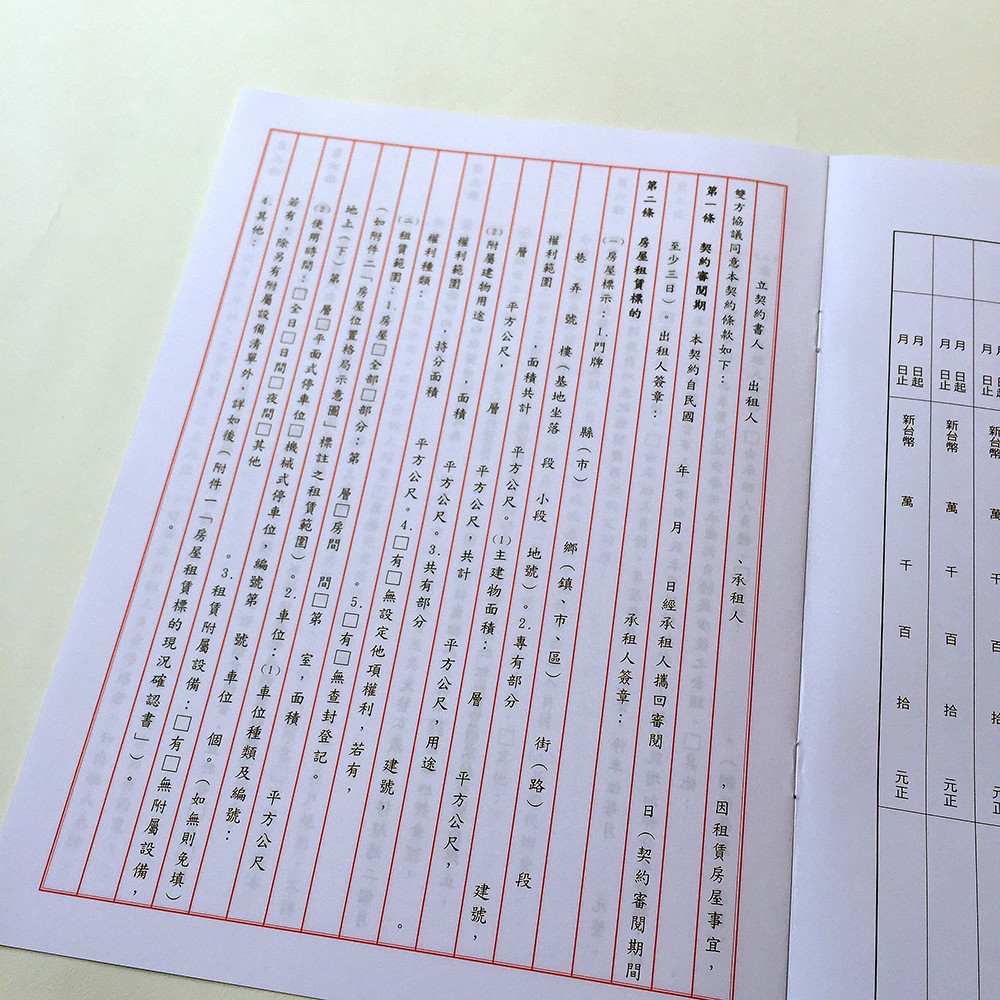 立契約書人 出租人 、承租人 ，因租賃房屋事宜，
雙方協議同意本契約條款如下：
第一條 契約審閱期 本契約自民國 年 月 日經承租人攜回審閱 日（契約審閱期間
至少三日）。出租人簽章： 承租人簽章：
第二條 房屋租賃標的
㈠房屋標示：1.門牌 縣（市） 鄉（鎮、市、區） 街（路） 段
巷 弄 號 樓（基地坐落 段 小段 地號）。2.專有部分 建號，
權利範圍 ，面積共計 平方公尺。⑴主建物面積： 層
層 平方公尺， 層 平方公尺，共計 平方公尺，用途 。
⑵附屬建物用途 ，面積 平方公尺。3.共有部分 建號，
權利範圍 ，持分面積 平方公尺。4.□有□無設定他項權利，若有，
權利種類： 。5.□有□無查封登記。
㈡租賃範圍：1.房屋□全部□部分：第 層□房間 間□第 室，面積 平方公尺
（如附件二「房屋位置格局示意圖」標註之租賃範圍）。2.車位：⑴車位種類及編號：
地上（下）第 層□平面式停車位□機械式停車位，編號第 號、車位 個。（如無則免填）
⑵使用時間：□全日□日間□夜間□其他 。3.租賃附屬設備：□有□無附屬設備，
若有，除另有附屬設備清單外，詳如後（附件一「房屋租賃標的現況確認書」）。
4.其他： 。
月 日起
月 日止
新台幣 萬 千 百 拾 元正
月 日起
月 日止
新台幣 萬 千 百 拾 元正
月 日起
月 日止
新台幣 萬 千 百 拾 元正